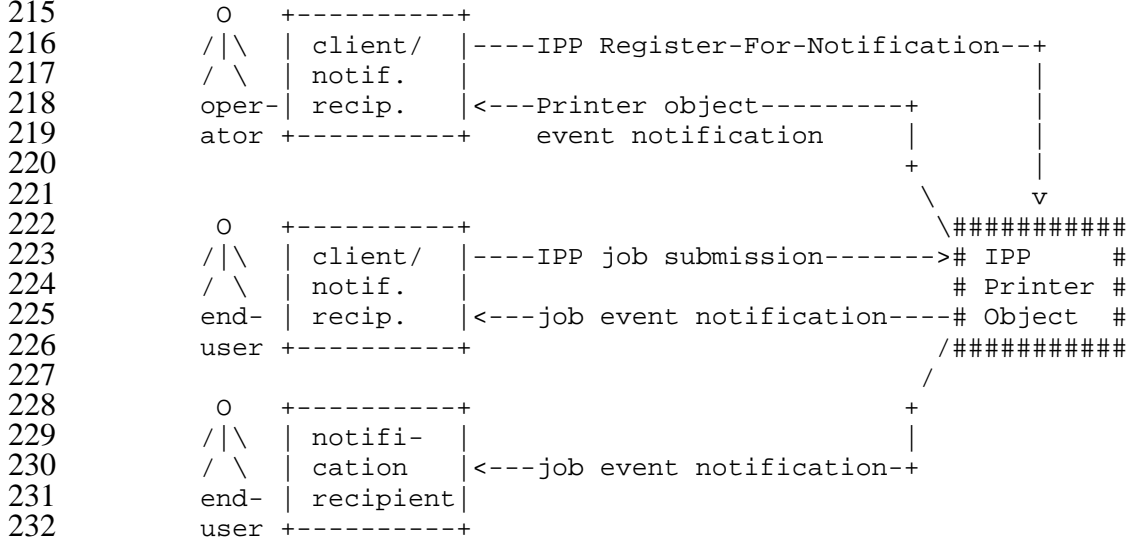 215           O   +----------+
216          /|\  | client/  |----IPP Register-For-Notification--+
217          / \  | notif.   |                                   |
218         oper-| recip.   |<---Printer object---------+       |
219         ator +----------+    event notification     |       |
220                                                     +       |
221                                                      \      v
222           O   +----------+                             \###########
223          /|\  | client/  |----IPP job submission-------># IPP     #
224          / \  | notif.   |                              # Printer #
225         end- | recip.   |<---job event notification----# Object  #
226         user +----------+                             /###########
227                                                      /
228           O   +----------+                           +
229          /|\  | notifi-  |                           |
230          / \  | cation   |<---job event notification-+
231         end- | recipient|
232         user +----------+